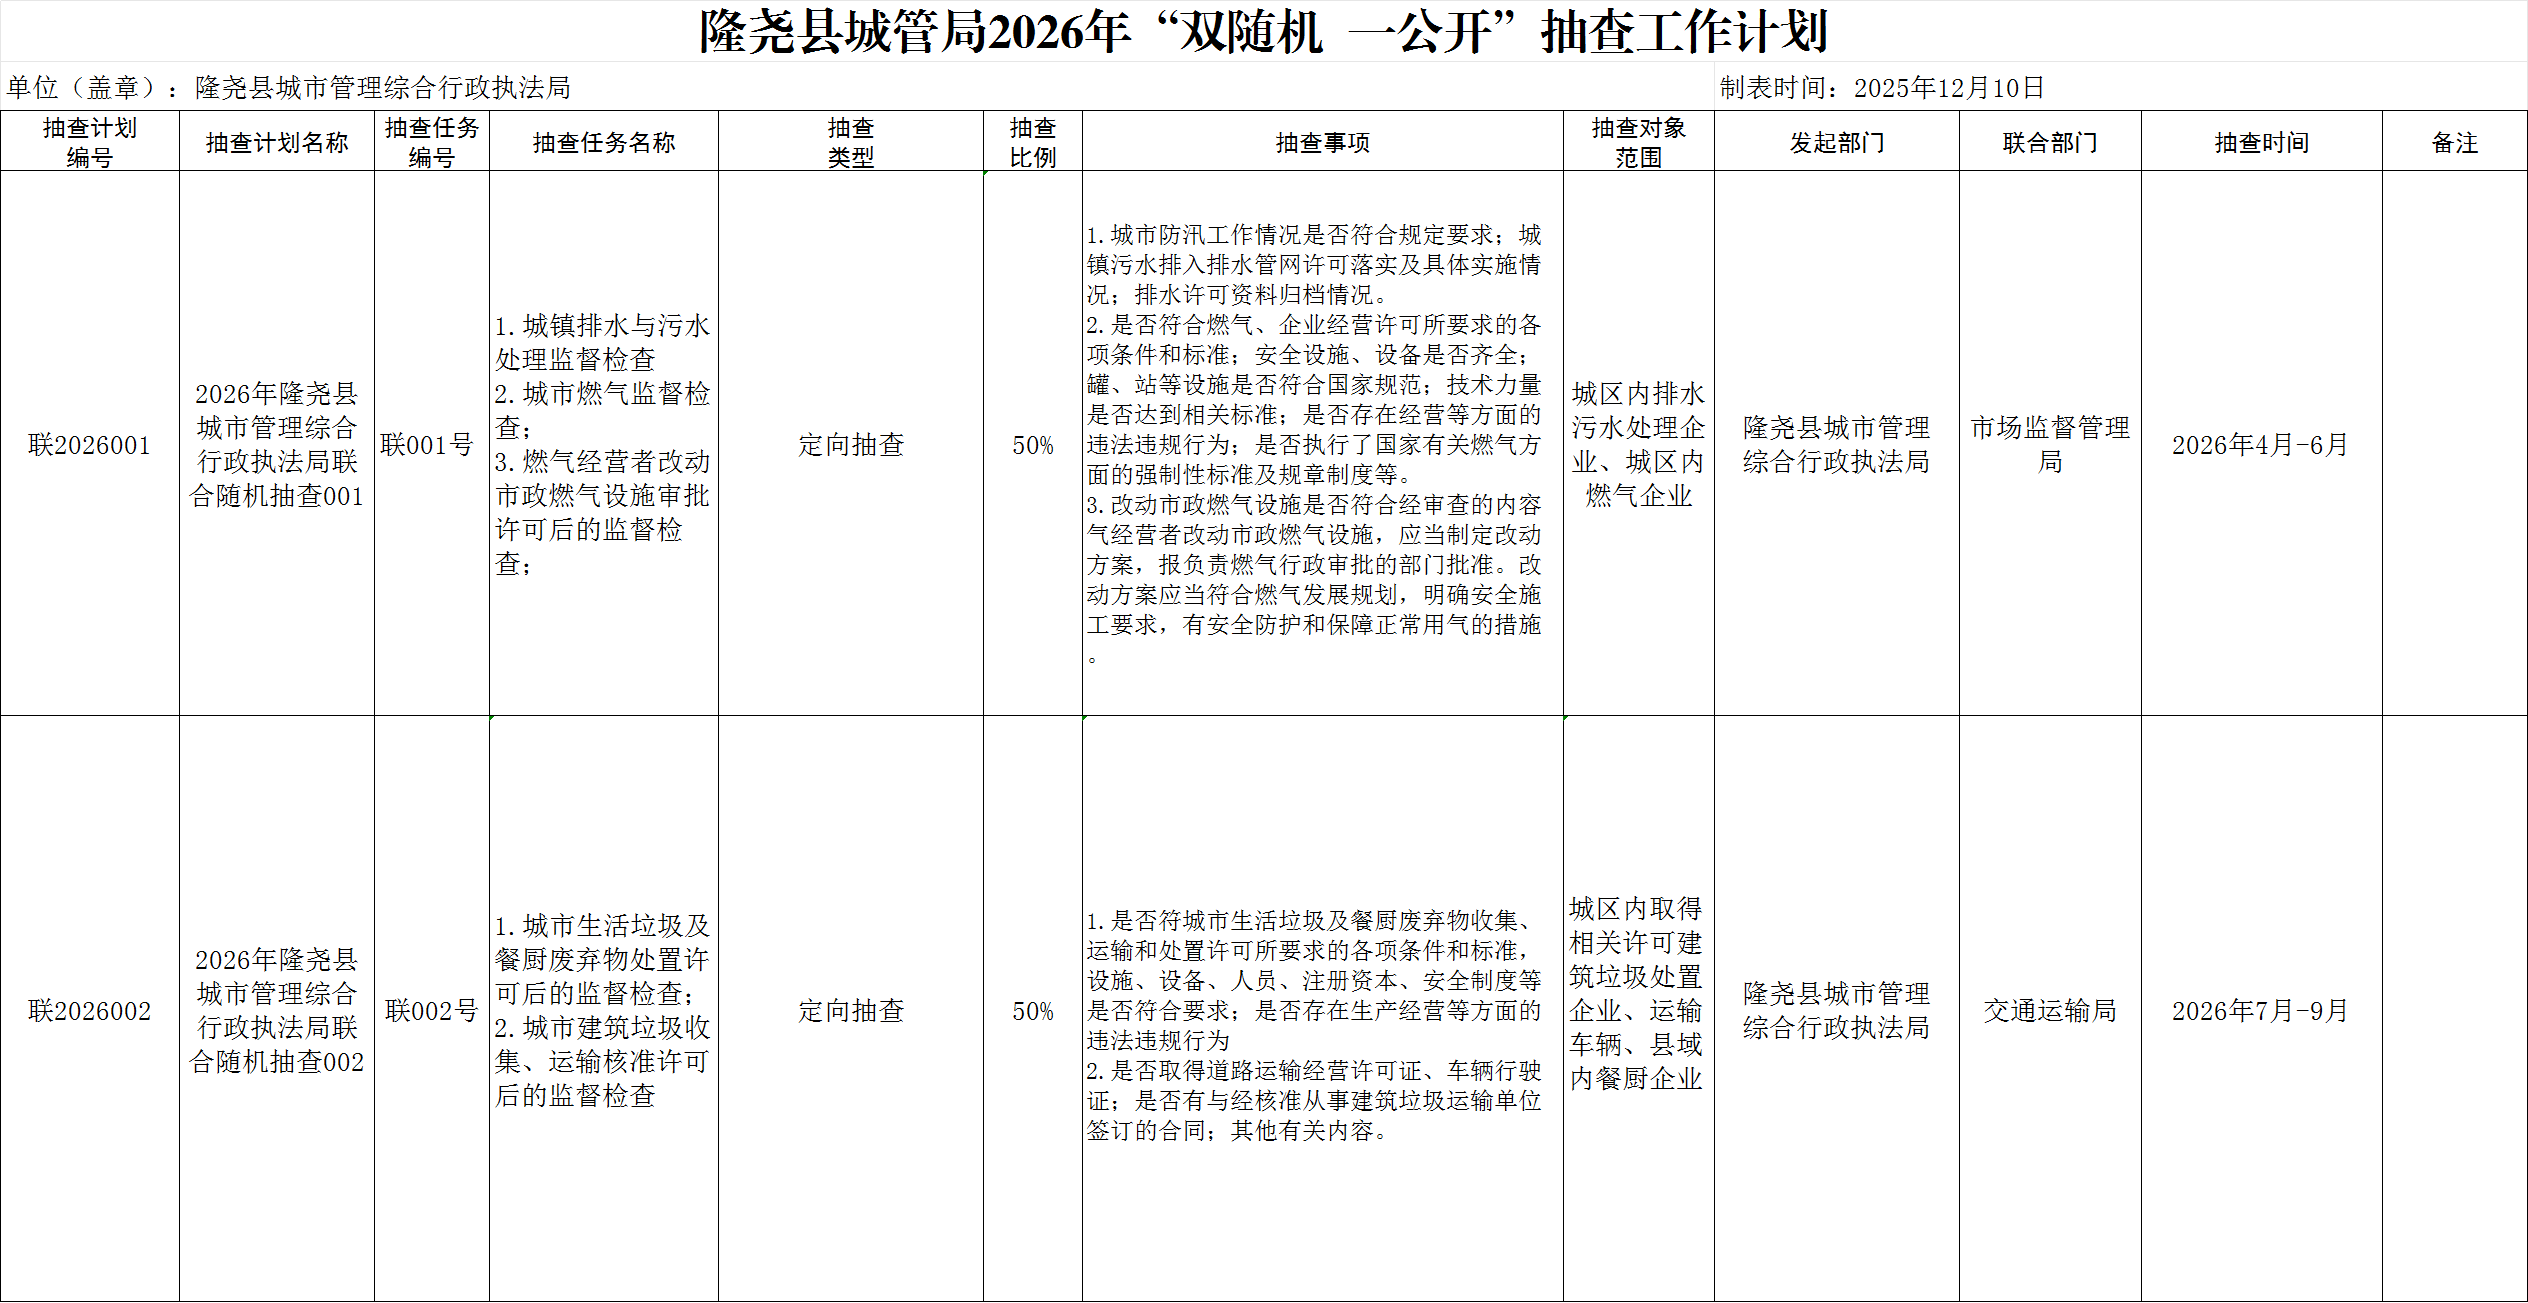 隆尧县城管局2026年“双随机 一公开”抽查工作计划
单位（盖章）：隆尧县城市管理综合行政执法局
制表时间：2025年12月10日
抽查计划
编号
抽查计划名称
抽查任务
编号
抽查任务名称
抽查
类型
抽查
比例
抽查事项
抽查对象
范围
发起部门
联合部门
抽查时间
备注
联2026001
2026年隆尧县
城市管理综合
行政执法局联
合随机抽查001
联001号
1.城镇排水与污水
处理监督检查
2.城市燃气监督检
查；
3.燃气经营者改动
市政燃气设施审批
许可后的监督检
查；
定向抽查
50%
1.城市防汛工作情况是否符合规定要求；城
镇污水排入排水管网许可落实及具体实施情
况；排水许可资料归档情况。
2.是否符合燃气、企业经营许可所要求的各
项条件和标准；安全设施、设备是否齐全；
罐、站等设施是否符合国家规范；技术力量
是否达到相关标准；是否存在经营等方面的
违法违规行为；是否执行了国家有关燃气方
面的强制性标准及规章制度等。
3.改动市政燃气设施是否符合经审查的内容
气经营者改动市政燃气设施，应当制定改动
方案，报负责燃气行政审批的部门批准。改
动方案应当符合燃气发展规划，明确安全施
工要求，有安全防护和保障正常用气的措施
。
城区内排水
污水处理企
业、城区内
燃气企业
隆尧县城市管理
综合行政执法局
市场监督管理
局
2026年4月-6月
联2026002
2026年隆尧县
城市管理综合
行政执法局联
合随机抽查002
联002号
1.城市生活垃圾及
餐厨废弃物处置许
可后的监督检查；
2.城市建筑垃圾收
集、运输核准许可
后的监督检查
定向抽查
50%
1.是否符城市生活垃圾及餐厨废弃物收集、
运输和处置许可所要求的各项条件和标准，
设施、设备、人员、注册资本、安全制度等
是否符合要求；是否存在生产经营等方面的
违法违规行为
2.是否取得道路运输经营许可证、车辆行驶
证；是否有与经核准从事建筑垃圾运输单位
签订的合同；其他有关内容。
城区内取得
相关许可建
筑垃圾处置
企业、运输
车辆、县域
内餐厨企业
隆尧县城市管理
综合行政执法局
交通运输局
2026年7月-9月